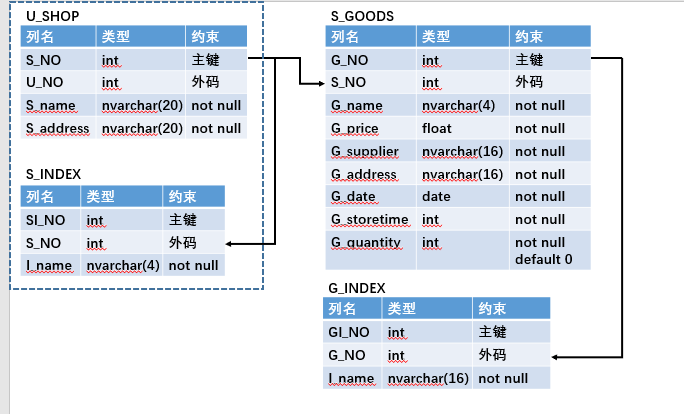 U_SHOP
列名 类型 约束
S_NO int 主键
U_NO int 外码
S_name nvarchar(20) not null
S_address nvarchar(20) not null
S_INDEX
列名 类型 约束
SI_NO int 主键
S_NO int 外码
I_name nvarchar(4) not null
S_GOODS
列名 类型 约束
G_NO int 主键
S_NO int 外码
G_name nvarchar(4) not null
G_price float not null
G_supplier nvarchar(16) not null
G_address nvarchar(16) not null
G_date date not null
G_storetime int not null
G_quantity int not null
default 0
G_INDEX
列名 类型 约束
GI_NO int 主键
G_NO int 外码
I_name nvarchar(16) not null